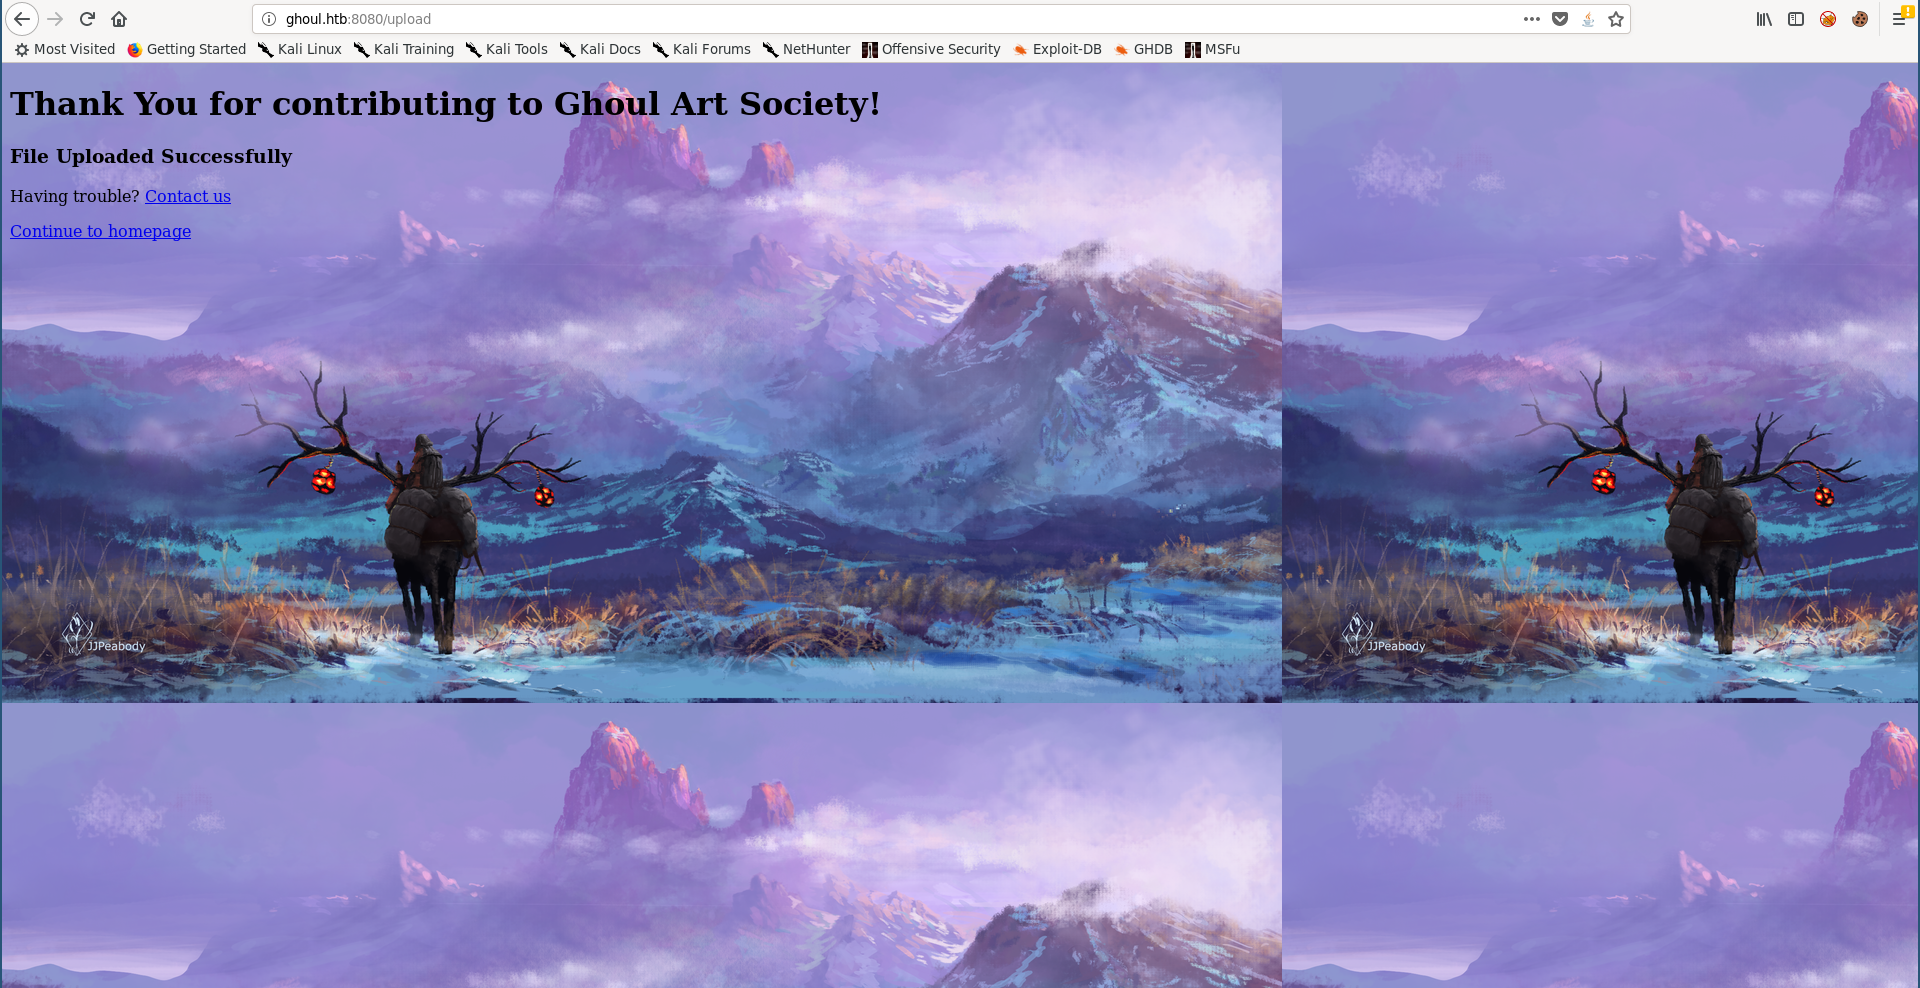 ghoul.htb:8080/upload
Most Visited Getting Started Kali Linux Kali Training Kali Tools Kali Docs Kali Forums NetHunter Offensive Security Exploit-DB GHDB MSFu
Thank You for contributing to Ghoul Art Society!
File Uploaded Successfully
Having trouble? Contact us
Continue to homepage
JJPeabody JJPeabody